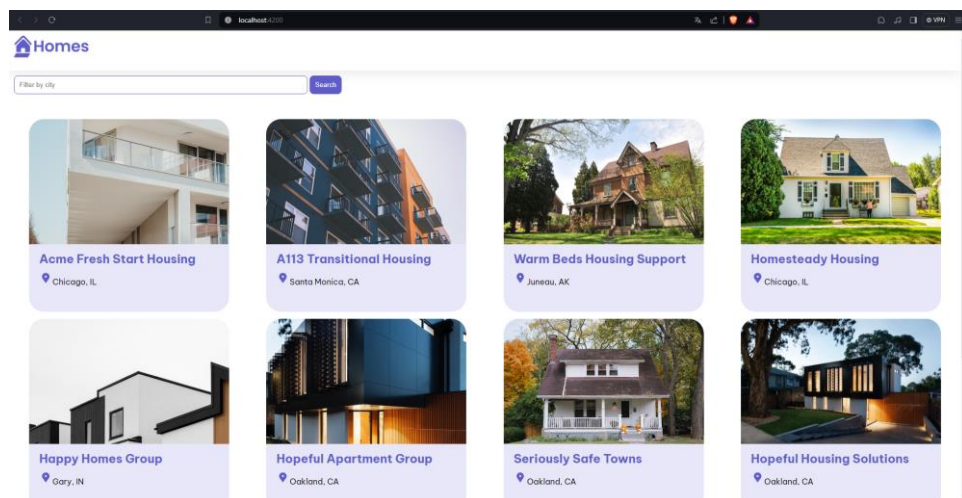 localhost:4200
VPN
Homes
Filter by city
Search
Acme Fresh Start Housing
Chicago, IL
A113 Transitional Housing
Santa Monica, CA
Warm Beds Housing Support
Juneau, AK
Homesteady Housing
Chicago, IL
Happy Homes Group
Gary, IN
Hopeful Apartment Group
Oakland, CA
Seriously Safe Towns
Oakland, CA
Hopeful Housing Solutions
Oakland, CA